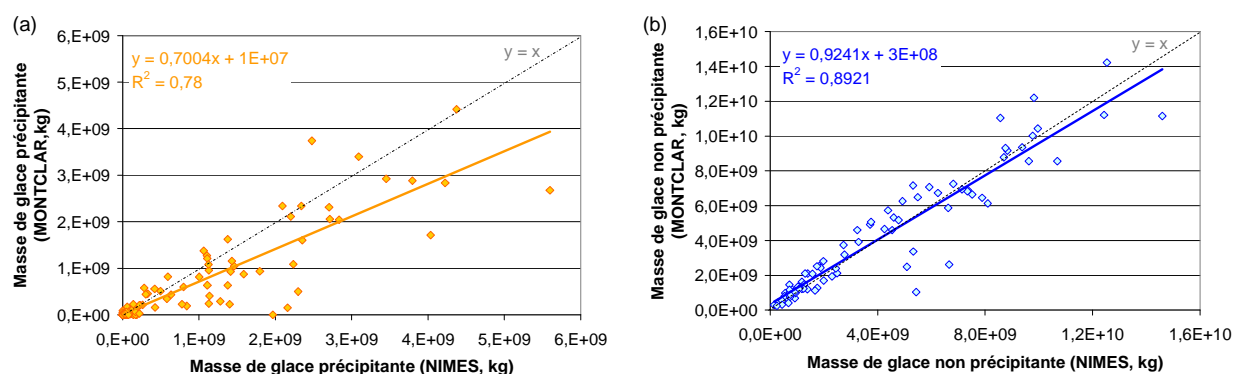 (a)
6,E+09
5,E+09
4,E+09
3,E+09
2,E+09
1,E+09
0,E+00
y = 0,7004x + 1E+07
R² = 0,78
y = x
0,E+00 1,E+09 2,E+09 3,E+09 4,E+09 5,E+09 6,E+09
Masse de glace précipitante (NIMES, kg)
Masse de glace précipitante
(MONTCLAR,kg)
(b)
1,6E+10
1,4E+10
1,2E+10
1,0E+10
8,0E+09
6,0E+09
4,0E+09
2,0E+09
0,0E+00
y = 0,9241x + 3E+08
R² = 0,8921
y = x
0,0E+00 4,0E+09 8,0E+09 1,2E+10 1,6E+10
Masse de glace non précipitante (NIMES, kg)
Masse de glace non précipitante
(MONTCLAR, kg)